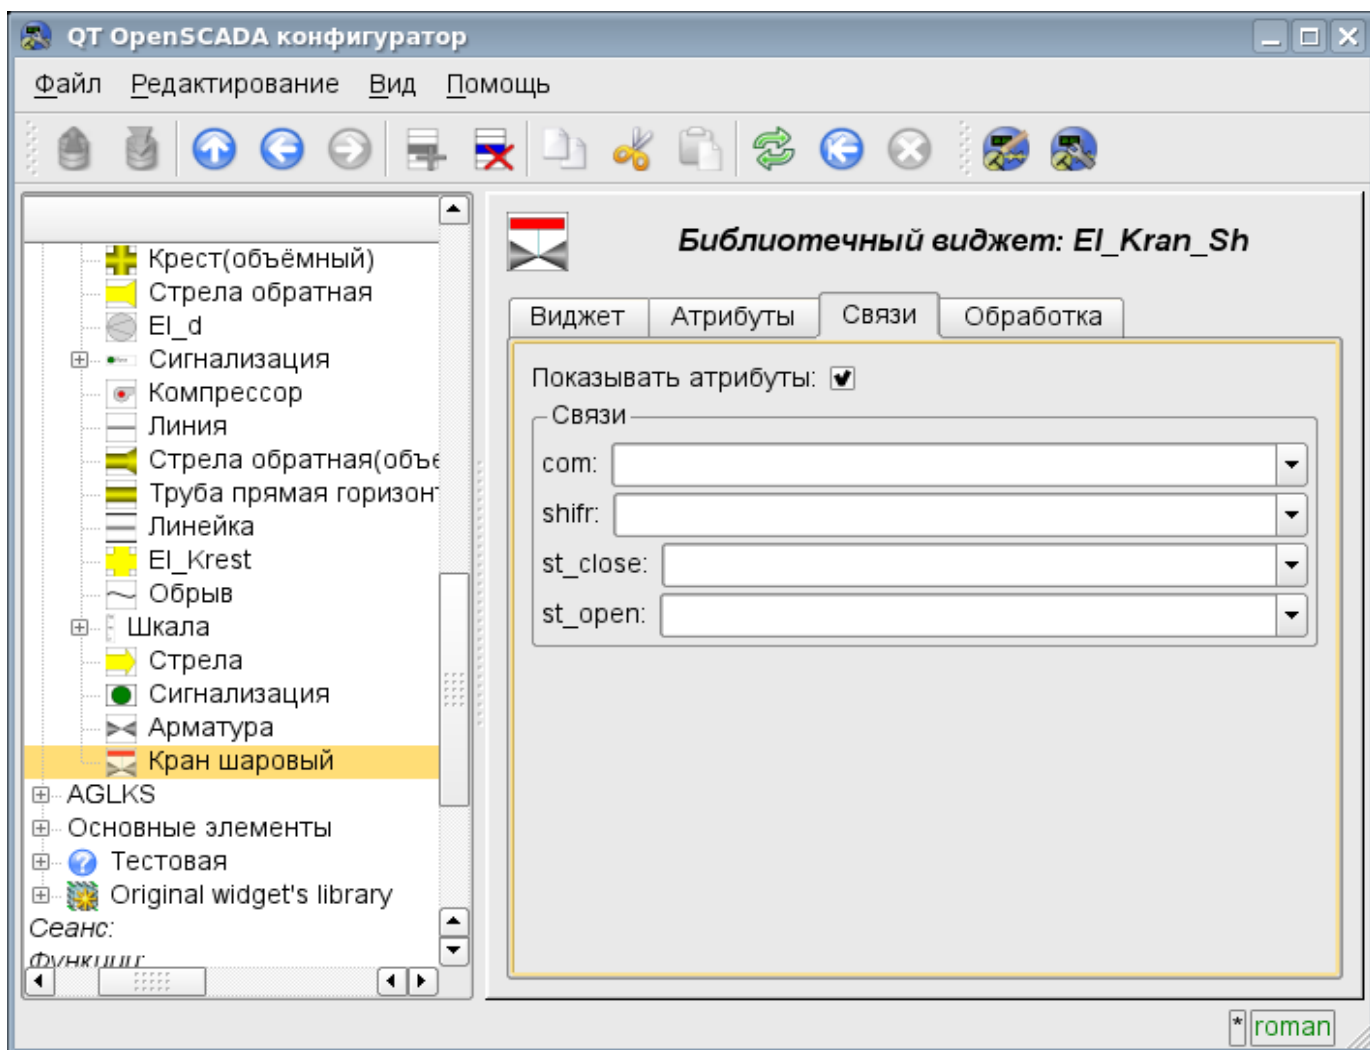 QT OpenSCADA конфигуратор
Файл Редактирование Вид Помощь
Крест(объёмный)
Стрела обратная
El_d
Сигнализация
Компрессор
Линия
Стрела обратная(объе
Труба прямая горизонт
Линейка
El_Krest
Обрыв
Шкала
Стрела
Сигнализация
Арматура
Кран шаровый
AGLKS
Основные элементы
Тестовая
Original widget's library
Сеанс:
Функции:
Библиотечный виджет: El_Kran_Sh
Виджет Атрибуты Связи Обработка
Показывать атрибуты:
Связи
com:
shifr:
st_close:
st_open:
* roman